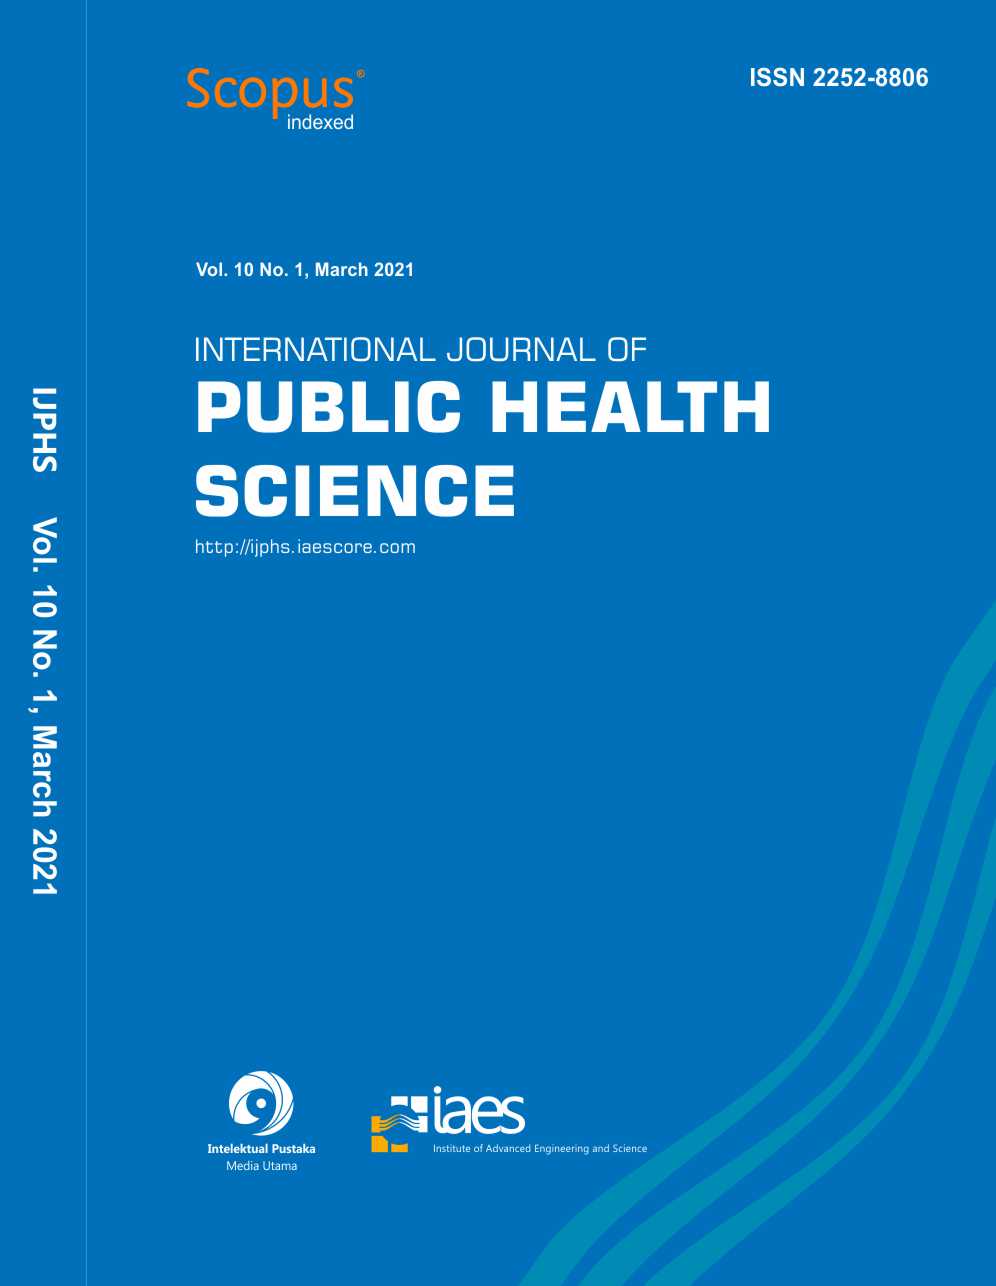 Scopus®
indexed
ISSN 2252-8806
Vol. 10 No. 1, March 2021
INTERNATIONAL JOURNAL OF
PUBLIC HEALTH
SCIENCE
http://ijphs.iaescore.com
IJPHS Vol. 10 No. 1, March 2021
Intelektual Pustaka
Media Utama
iaes
Institute of Advanced Engineering and Science